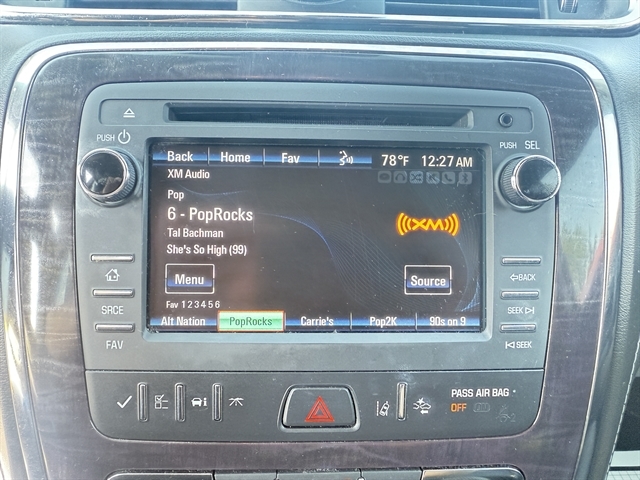 PUSH
PUSH SEL
Back Home Fav 78°F 12:27 AM
XM Audio
Pop
6 - PopRocks
((XM))
Tal Bachman
She's So High (99)
Menu Source
BACK
Fav 1 2 3 4 5 6
SRCE SEEK
Alt Nation PopRocks Carrie's Pop2K 90s on 9
FAV SEEK
PASS AIR BAG
OFF